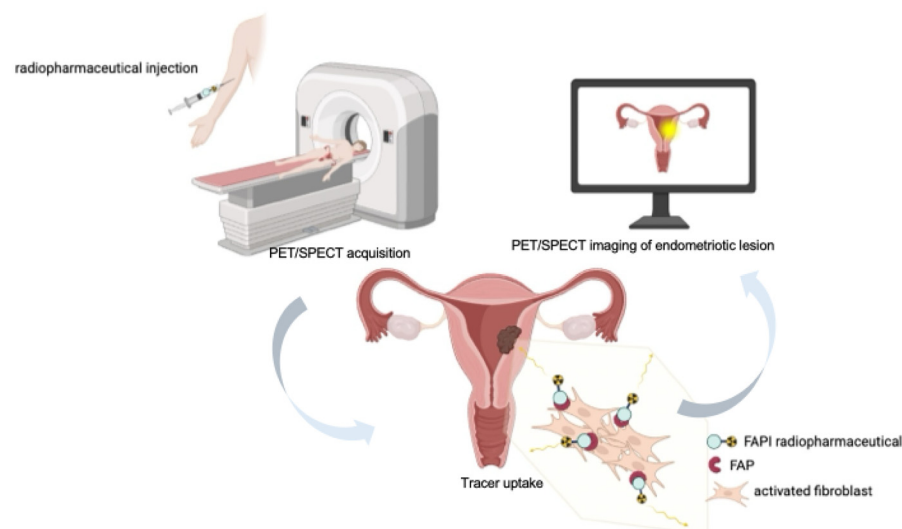 radiopharmaceutical injection
PET/SPECT acquisition
PET/SPECT imaging of endometriotic lesion
Tracer uptake
FAPI radiopharmaceutical
FAP
activated fibroblast